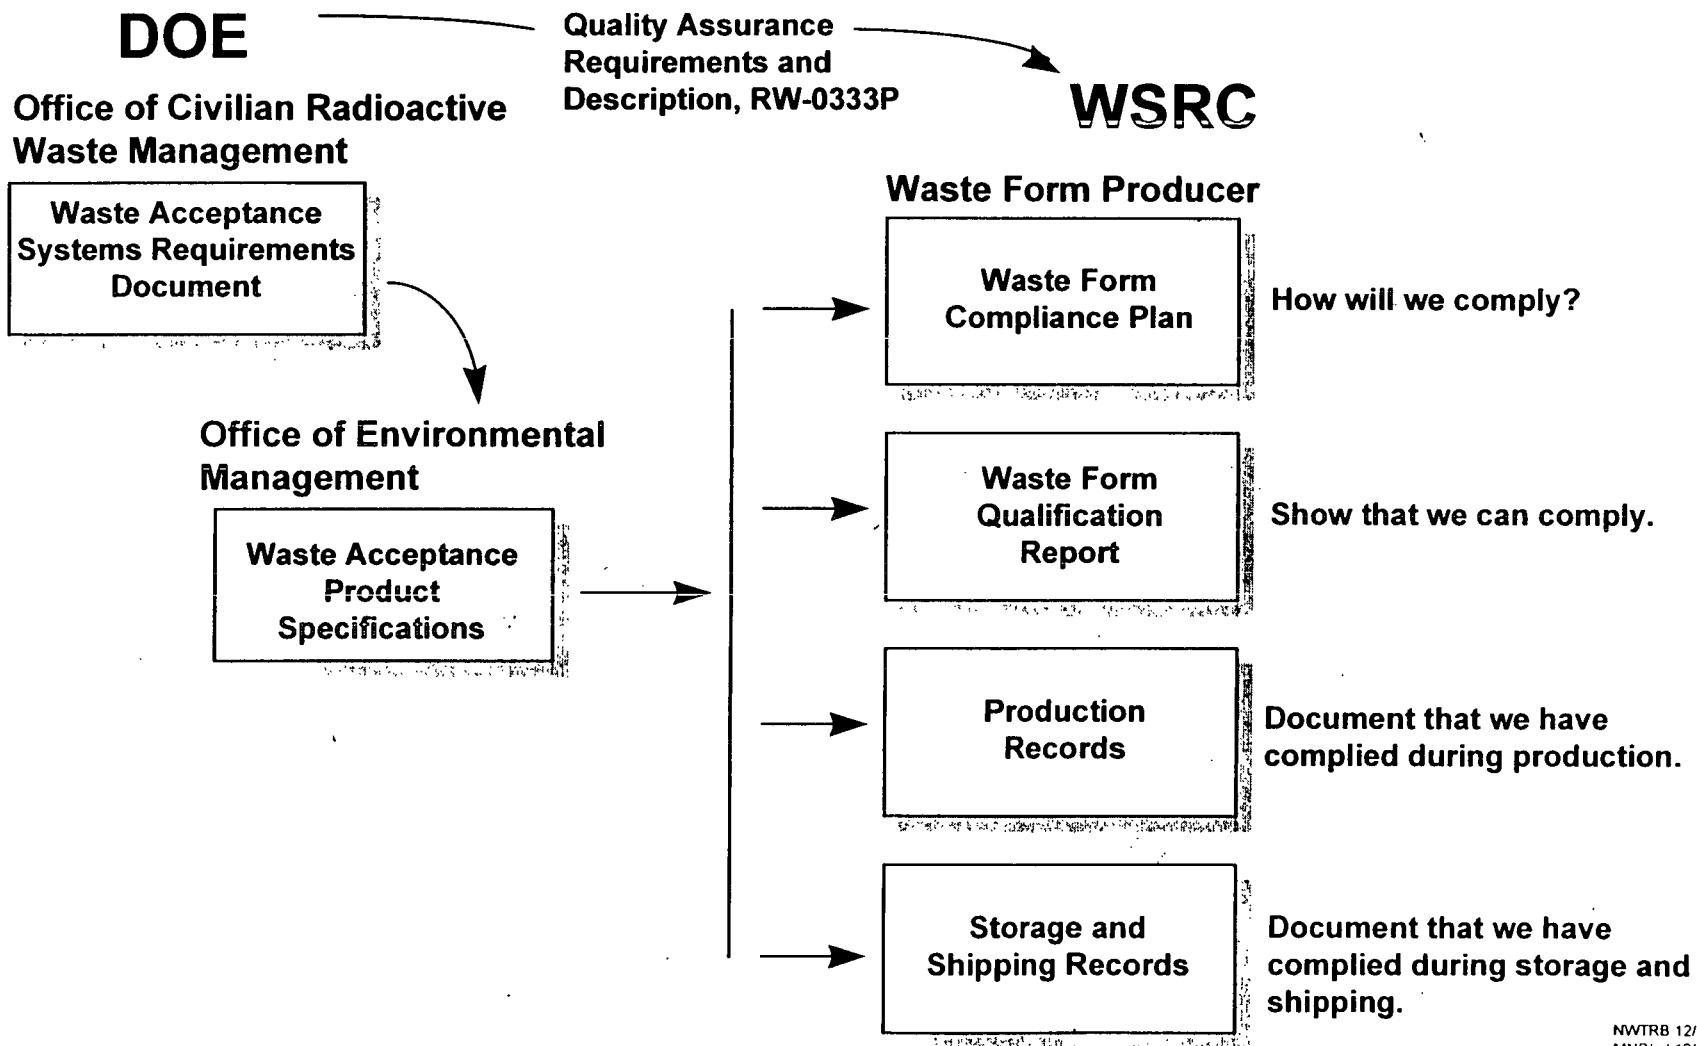 DOE
Quality Assurance
Requirements and
Description, RW-0333P
WSRC
Office of Civilian Radioactive
Waste Management
Waste Acceptance
Systems Requirements
Document
Office of Environmental
Management
Waste Acceptance
Product
Specifications
Waste Form Producer
Waste Form
Compliance Plan
How will we comply?
Waste Form
Qualification
Report
Show that we can comply.
Production
Records
Document that we have
complied during production.
Storage and
Shipping Records
Document that we have
complied during storage and
shipping.
NWTRB 12/